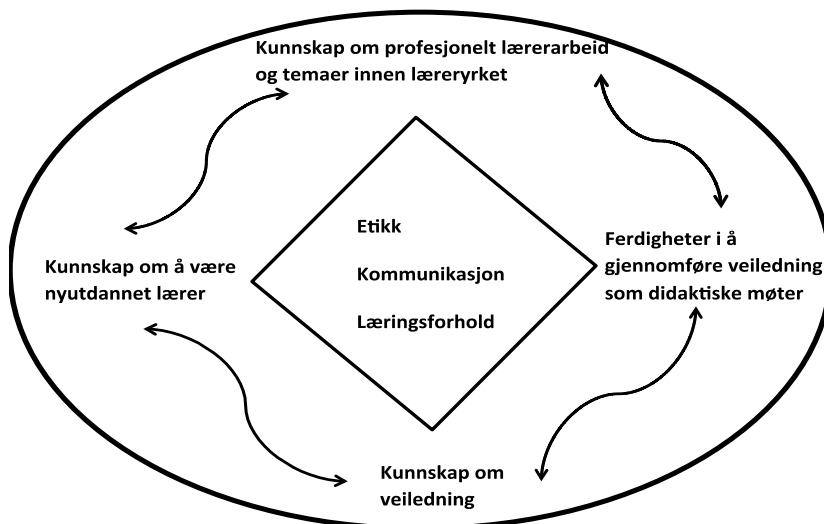 Kunnskap om profesjonelt lærerarbeid
og temaer innen læreryrket
Etikk
Kommunikasjon
Læringsforhold
Kunnskap om å være
nyutdannet lærer
Ferdigheter i å
gjennomføre veiledning
som didaktiske møter
Kunnskap om
veiledning